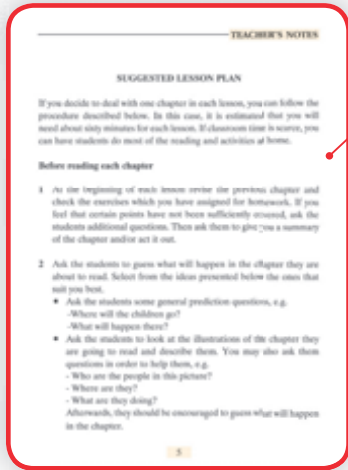 TEACHER'S NOTES
SUGGESTED LESSON PLAN
If you decide to deal with one chapter in each lesson, you can follow the
procedure described below. In this case, it is estimated that you will
need about sixty minutes for each lesson. If classroom time is scarce, you
can have students do most of the reading and activities at home.
Before reading each chapter
1 At the beginning of each lesson revise the previous chapter and
check the exercises which you have assigned for homework. If you
feel that certain points have not been sufficiently covered, ask the
students additional questions. Then ask them to give you a summary
of the chapter and/or act it out.
2 Ask the students to guess what will happen in the chapter they are
about to read. Select from the ideas presented below the ones that
suit you best.
• Ask the students some general prediction questions, e.g.
-Where will the children go?
-What will happen there?
• Ask the students to look at the illustrations of the chapter they
are going to read and describe them. You may also ask them
questions in order to help them, e.g.
- Who are the people in this picture?
- Where are they?
- What are they doing?
Afterwards, they should be encouraged to guess what will happen
in the chapter.
5